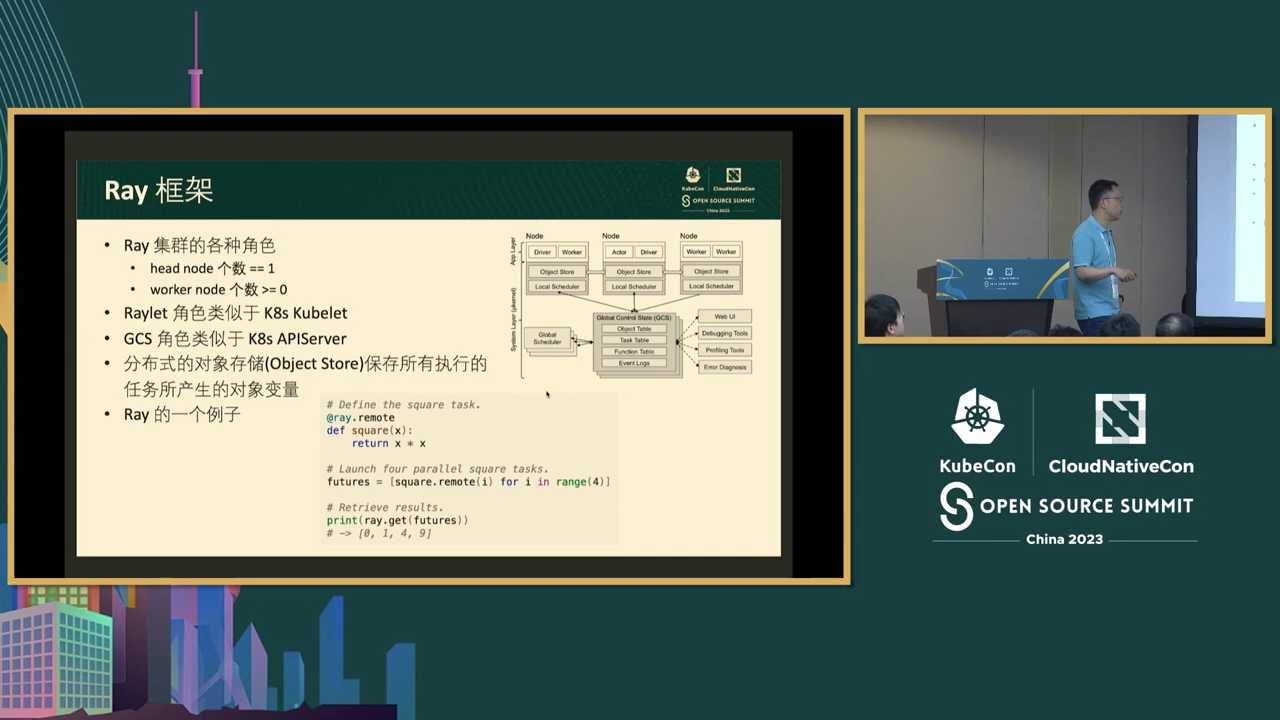 Ray 框架
KubeCon
CloudNativeCon
OPEN SOURCE SUMMIT
China 2023
• Ray 集群的各种角色
• head node 个数 == 1
• worker node 个数 >= 0
• Raylet 角色类似于 K8s Kubelet
• GCS 角色类似于 K8s APIServer
• 分布式的对象存储(Object Store)保存所有执行的
任务所产生的对象变量
• Ray 的一个例子
Node
Node
Node
App Layer
Driver
Worker
Actor
Driver
Worker
Worker
Object Store
Object Store
Object Store
Local Scheduler
Local Scheduler
Local Scheduler
System Layer (μkernel)
Global Control State (GCS)
Global
Scheduler
Object Table
Task Table
Function Table
Event Logs
Web UI
Debugging Tools
Profiling Tools
Error Diagnosis
# Define the square task.
@ray.remote
def square(x):
    return x * x
# Launch four parallel square tasks.
futures = [square.remote(i) for i in range(4)]
# Retrieve results.
print(ray.get(futures))
# -> [0, 1, 4, 9]
KubeCon
CloudNativeCon
OPEN SOURCE SUMMIT
China 2023